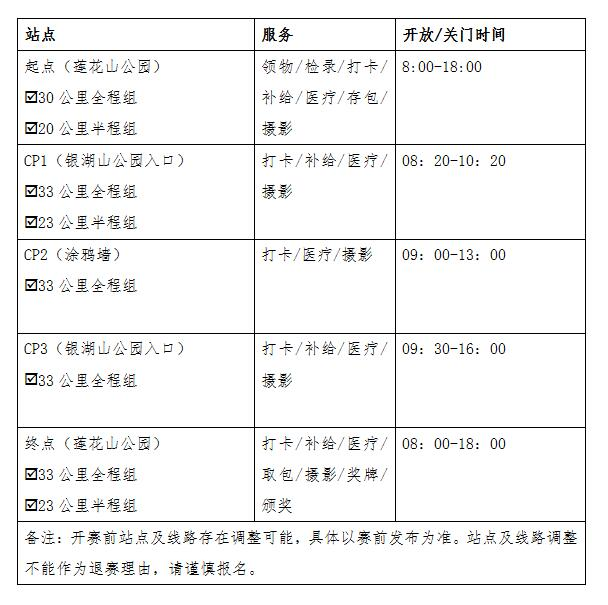 站点 服务 开放/关门时间
起点（莲花山公园） 领物/检录/打卡/ 8:00-18:00
☑30 公里全程组 补给/医疗/存包/
☑20 公里半程组 摄影
CP1（银湖山公园入口） 打卡/补给/医疗/ 08：20-10：20
☑33 公里全程组 摄影
☑23 公里半程组
CP2（涂鸦墙） 打卡/医疗/摄影 09：00-13：00
☑33 公里全程组
CP3（银湖山公园入口） 打卡/补给/医疗/ 09：30-16：00
☑33 公里全程组 摄影
终点（莲花山公园） 打卡/补给/医疗/ 08：00-18：00
☑33 公里全程组 取包/摄影/奖牌/
☑23 公里半程组 颁奖
备注：开赛前站点及线路存在调整可能，具体以赛前发布为准。站点及线路调整
不能作为退赛理由，请谨慎报名。